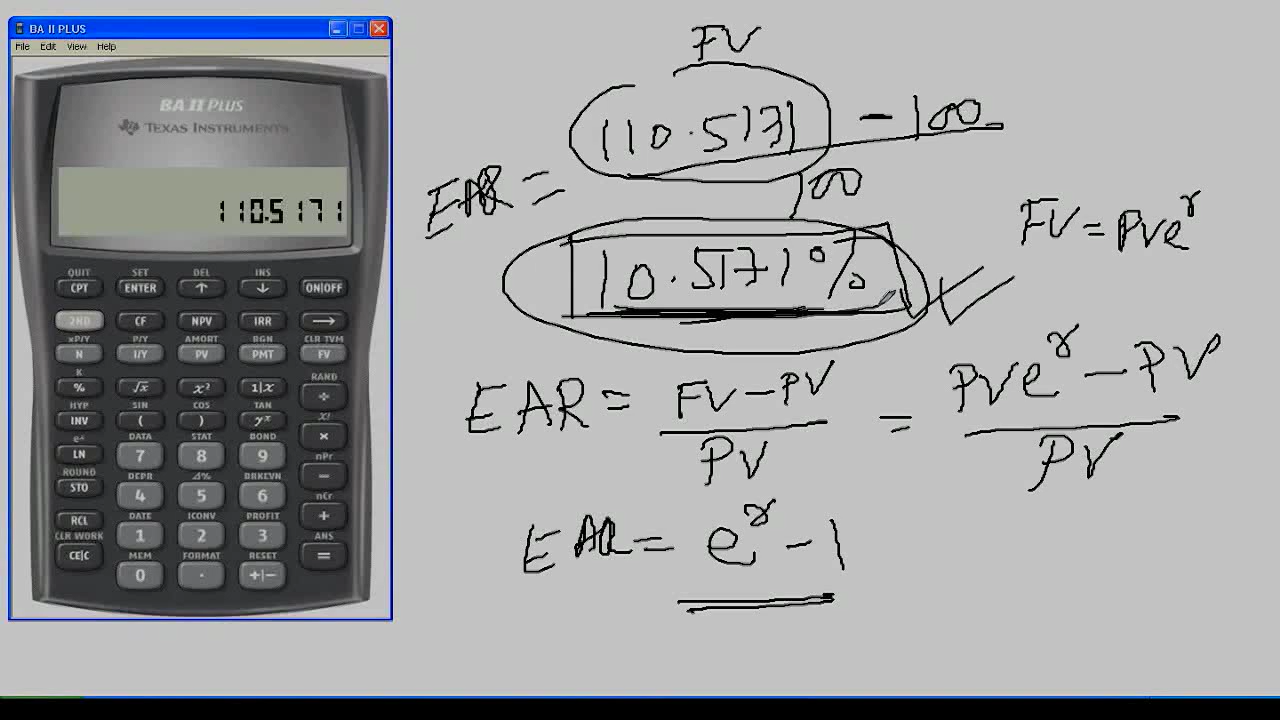 BA II PLUS
File Edit View Help
BA II PLUS
TEXAS INSTRUMENTS
110.5171
QUIT SET DEL INS
CPT ENTER ↑ ↓ ON|OFF
2ND CF NPV IRR →
xP/Y P/Y AMORT BGN CLR TVM
N I/Y PV PMT FV
K RAND
% √x x² 1|x ÷
HYP SIN COS TAN x!
INV ( ) yˣ ×
eˣ DATA STAT BOND nPr
LN 7 8 9 −
ROUND DEPR Δ% BRKEVN nCr
STO 4 5 6 +
DATE ICONV PROFIT ANS
RCL 1 2 3 =
CLR WORK MEM FORMAT RESET
CE|C 0 . +|−
FV
110.5171 - 100
EAR =
100
10.5171%
FV = PVe^r
EAR = FV - PV / PV = PVe^r - PV / PV
EAR = e^r - 1